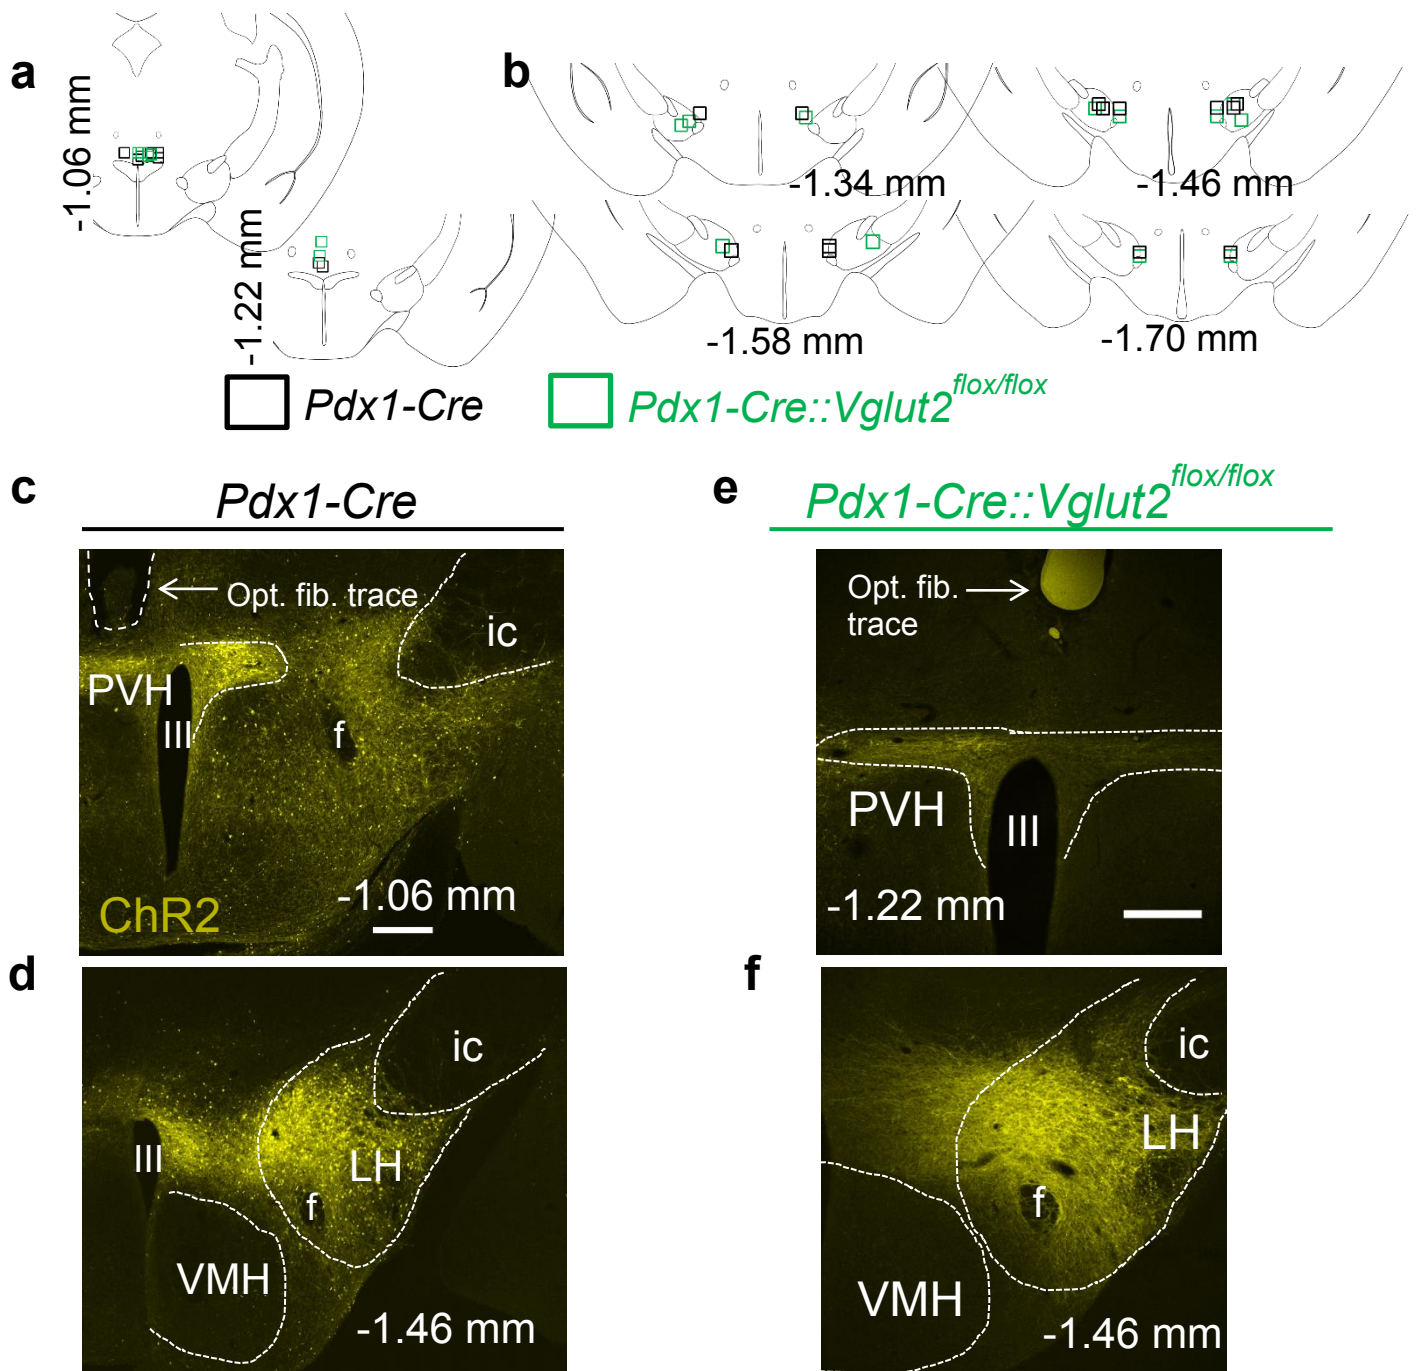 a
b
-1.06 mm
-1.22 mm
-1.34 mm
-1.46 mm
-1.58 mm
-1.70 mm
Pdx1-Cre
Pdx1-Cre::Vglut2flox/flox
c
Pdx1-Cre
Opt. fib. trace
ic
PVH
III
f
-1.06 mm
ChR2
d
ic
III
LH
f
VMH
-1.46 mm
e
Pdx1-Cre::Vglut2flox/flox
Opt. fib.
trace
PVH
III
-1.22 mm
f
ic
LH
f
VMH
-1.46 mm